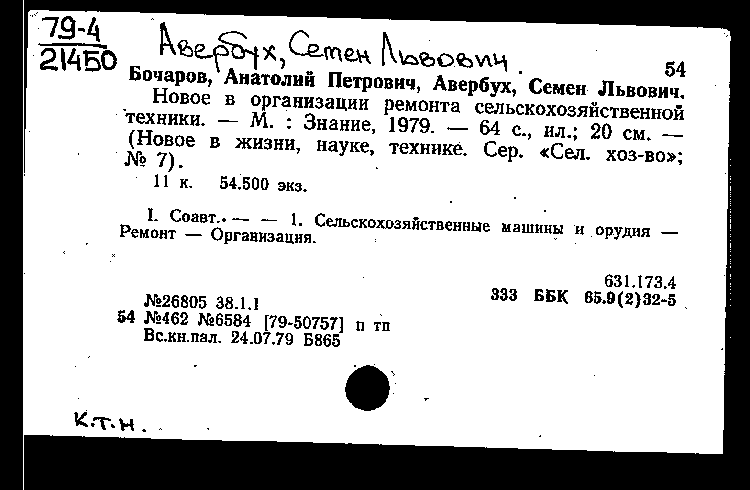 79-4
21450
Авербух, Семен Львович.
54
Бочаров, Анатолий Петрович, Авербух, Семен Львович.
Новое в организации ремонта сельскохозяйственной
техники. — М. : Знание, 1979. — 64 с., ил.; 20 см. —
(Новое в жизни, науке, технике. Сер. «Сел. хоз-во»;
№ 7).
11 к. 54.500 экз.
I. Соавт. — — 1. Сельскохозяйственные машины и орудия —
Ремонт — Организация.
631.173.4
333 ББК 65.9(2)32-5
№26805 38.1.1
54 №462 №6584 [79-50757] п тп
Вс.кн.пал. 24.07.79 Б865
К.Т.Н.